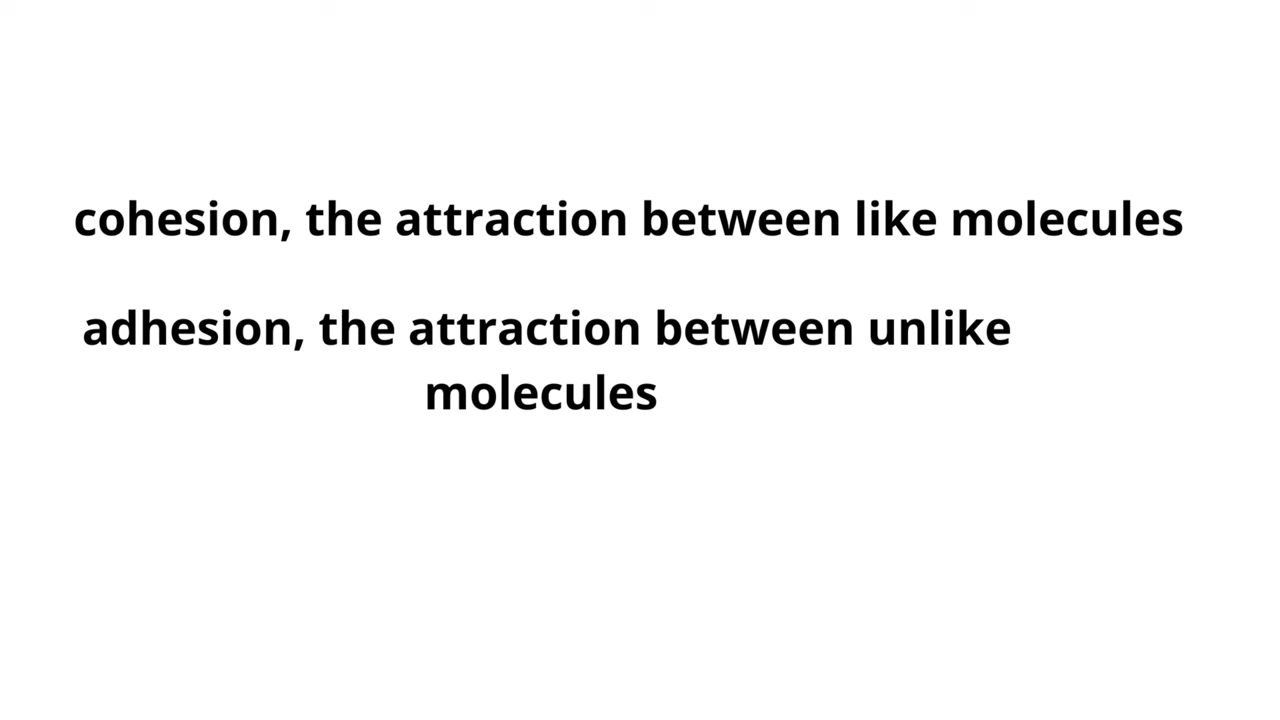 cohesion, the attraction between like molecules
adhesion, the attraction between unlike
molecules